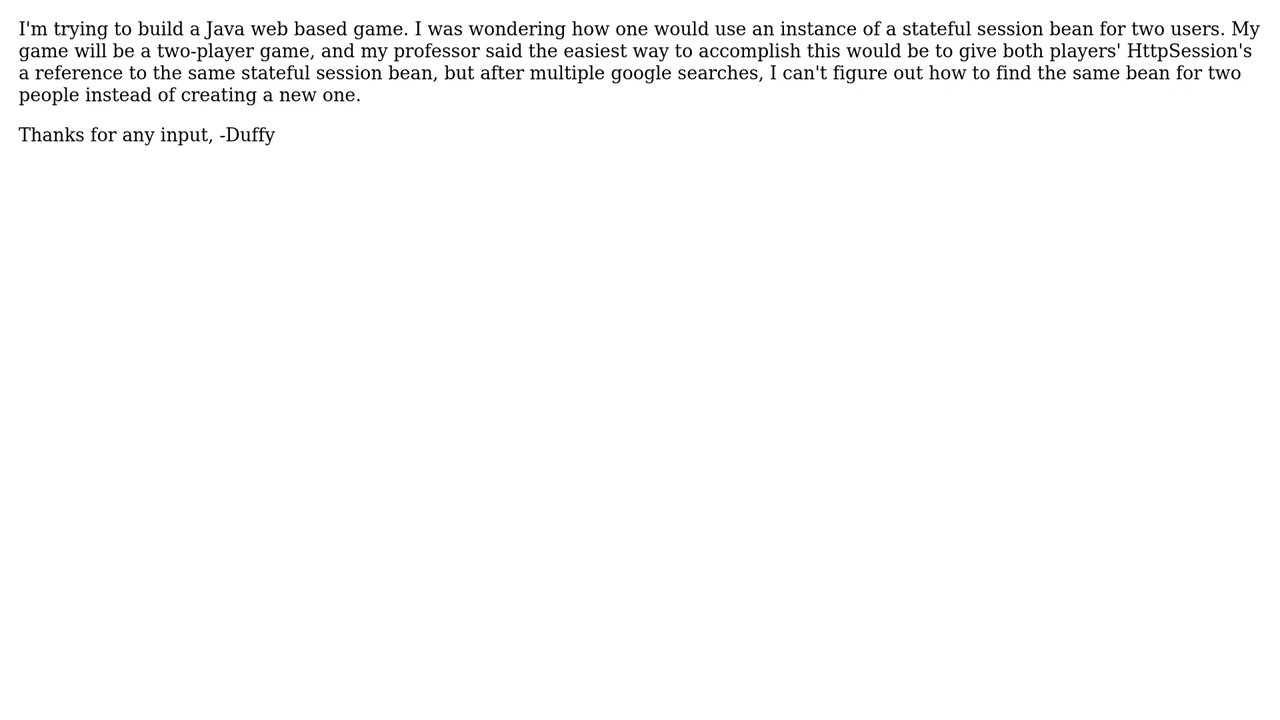 I'm trying to build a Java web based game. I was wondering how one would use an instance of a stateful session bean for two users. My
game will be a two-player game, and my professor said the easiest way to accomplish this would be to give both players' HttpSession's
a reference to the same stateful session bean, but after multiple google searches, I can't figure out how to find the same bean for two
people instead of creating a new one.
Thanks for any input, -Duffy